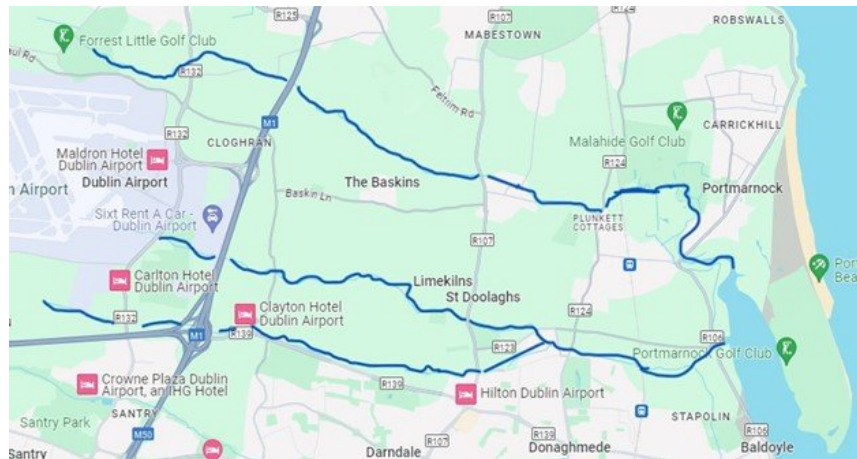 Forrest Little Golf Club
R125
R107
MABESTOWN
R124
ROBSWALLS
R132
Feltrim Rd
M1
Malahide Golf Club
CARRICKHILL
R132
CLOGHRAN
Maldron Hotel
Dublin Airport
Dublin Airport
Airport
The Baskins
R124
Portmarnock
Baskin Ln
Sixt Rent A Car -
Dublin Airport
PLUNKETT
COTTAGES
R107
Carlton Hotel
Dublin Airport
Limekilns
St Doolaghs
Clayton Hotel
Dublin Airport
R132
M1
R139
R124
R106
R123
Portmarnock Golf Club
Crowne Plaza Dublin
Airport, an IHG Hotel
R139
Hilton Dublin Airport
SANTRY
Santry Park
M50
STAPOLIN
R107
R139
R106
Santry
Darndale
Donaghmede
Baldoyle